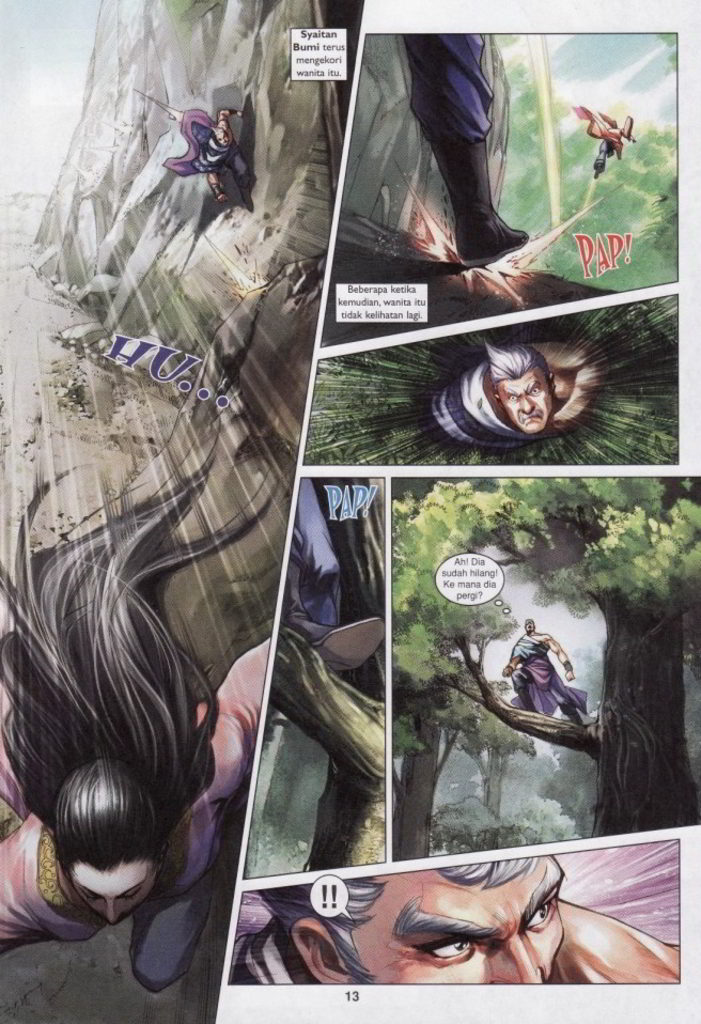 Syaitan
Bumi terus
mengekori
wanita itu.
HU...
PAP!
Beberapa ketika
kemudian, wanita itu
tidak kelihatan lagi.
PAP!
Ah! Dia
sudah hilang!
Ke mana dia
pergi?
!!
13